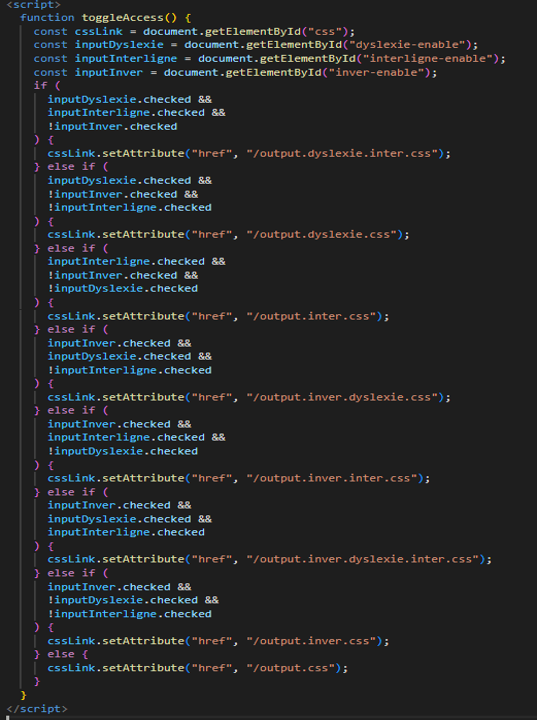 <script>
function toggleAccess() {
const cssLink = document.getElementById("css");
const inputDyslexie = document.getElementById("dyslexie-enable");
const inputInterligne = document.getElementById("interligne-enable");
const inputInver = document.getElementById("inver-enable");
if (
inputDyslexie.checked &&
inputInterligne.checked &&
!inputInver.checked
) {
cssLink.setAttribute("href", "/output.dyslexie.inter.css");
} else if (
inputDyslexie.checked &&
!inputInver.checked &&
!inputInterligne.checked
) {
cssLink.setAttribute("href", "/output.dyslexie.css");
} else if (
inputInterligne.checked &&
!inputInver.checked &&
!inputDyslexie.checked
) {
cssLink.setAttribute("href", "/output.inter.css");
} else if (
inputInver.checked &&
inputDyslexie.checked &&
!inputInterligne.checked
) {
cssLink.setAttribute("href", "/output.inver.dyslexie.css");
} else if (
inputInver.checked &&
inputInterligne.checked &&
!inputDyslexie.checked
) {
cssLink.setAttribute("href", "/output.inver.inter.css");
} else if (
inputInver.checked &&
inputDyslexie.checked &&
inputInterligne.checked
) {
cssLink.setAttribute("href", "/output.inver.dyslexie.inter.css");
} else if (
inputInver.checked &&
!inputDyslexie.checked &&
!inputInterligne.checked
) {
cssLink.setAttribute("href", "/output.inver.css");
} else {
cssLink.setAttribute("href", "/output.css");
}
}
</script>